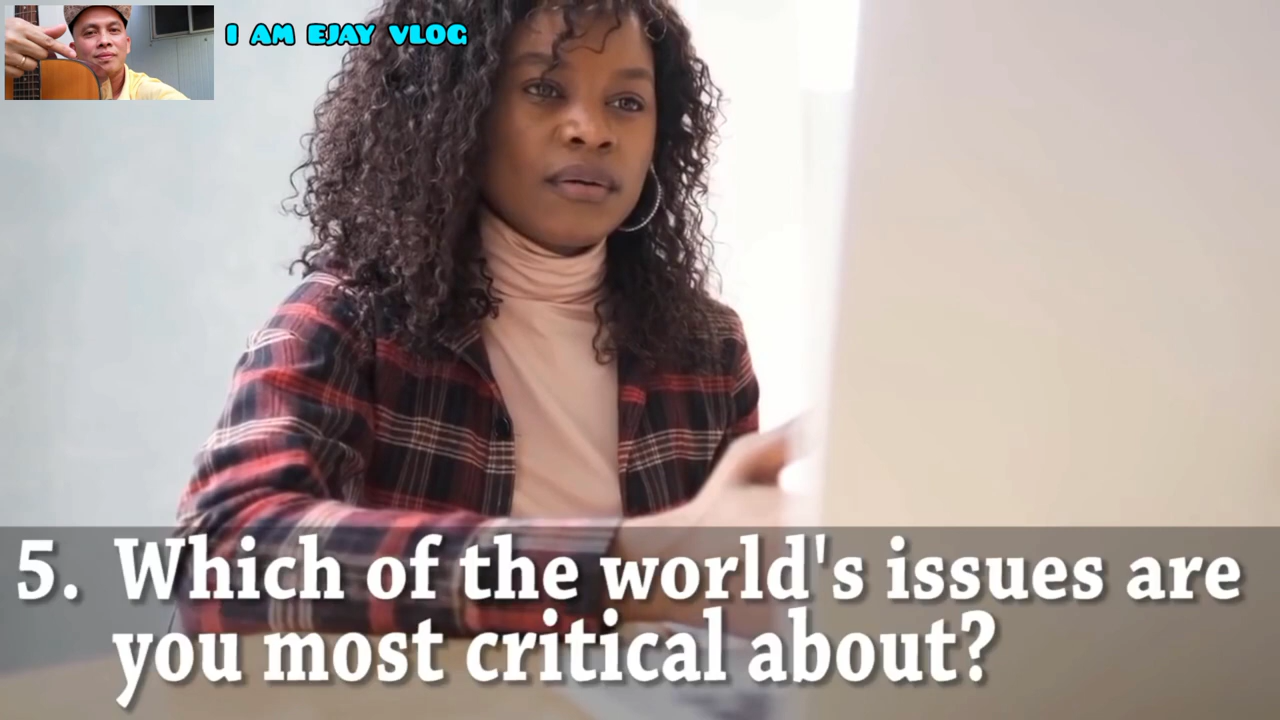 I AM EJAY VLOG
5. Which of the world's issues are
you most critical about?